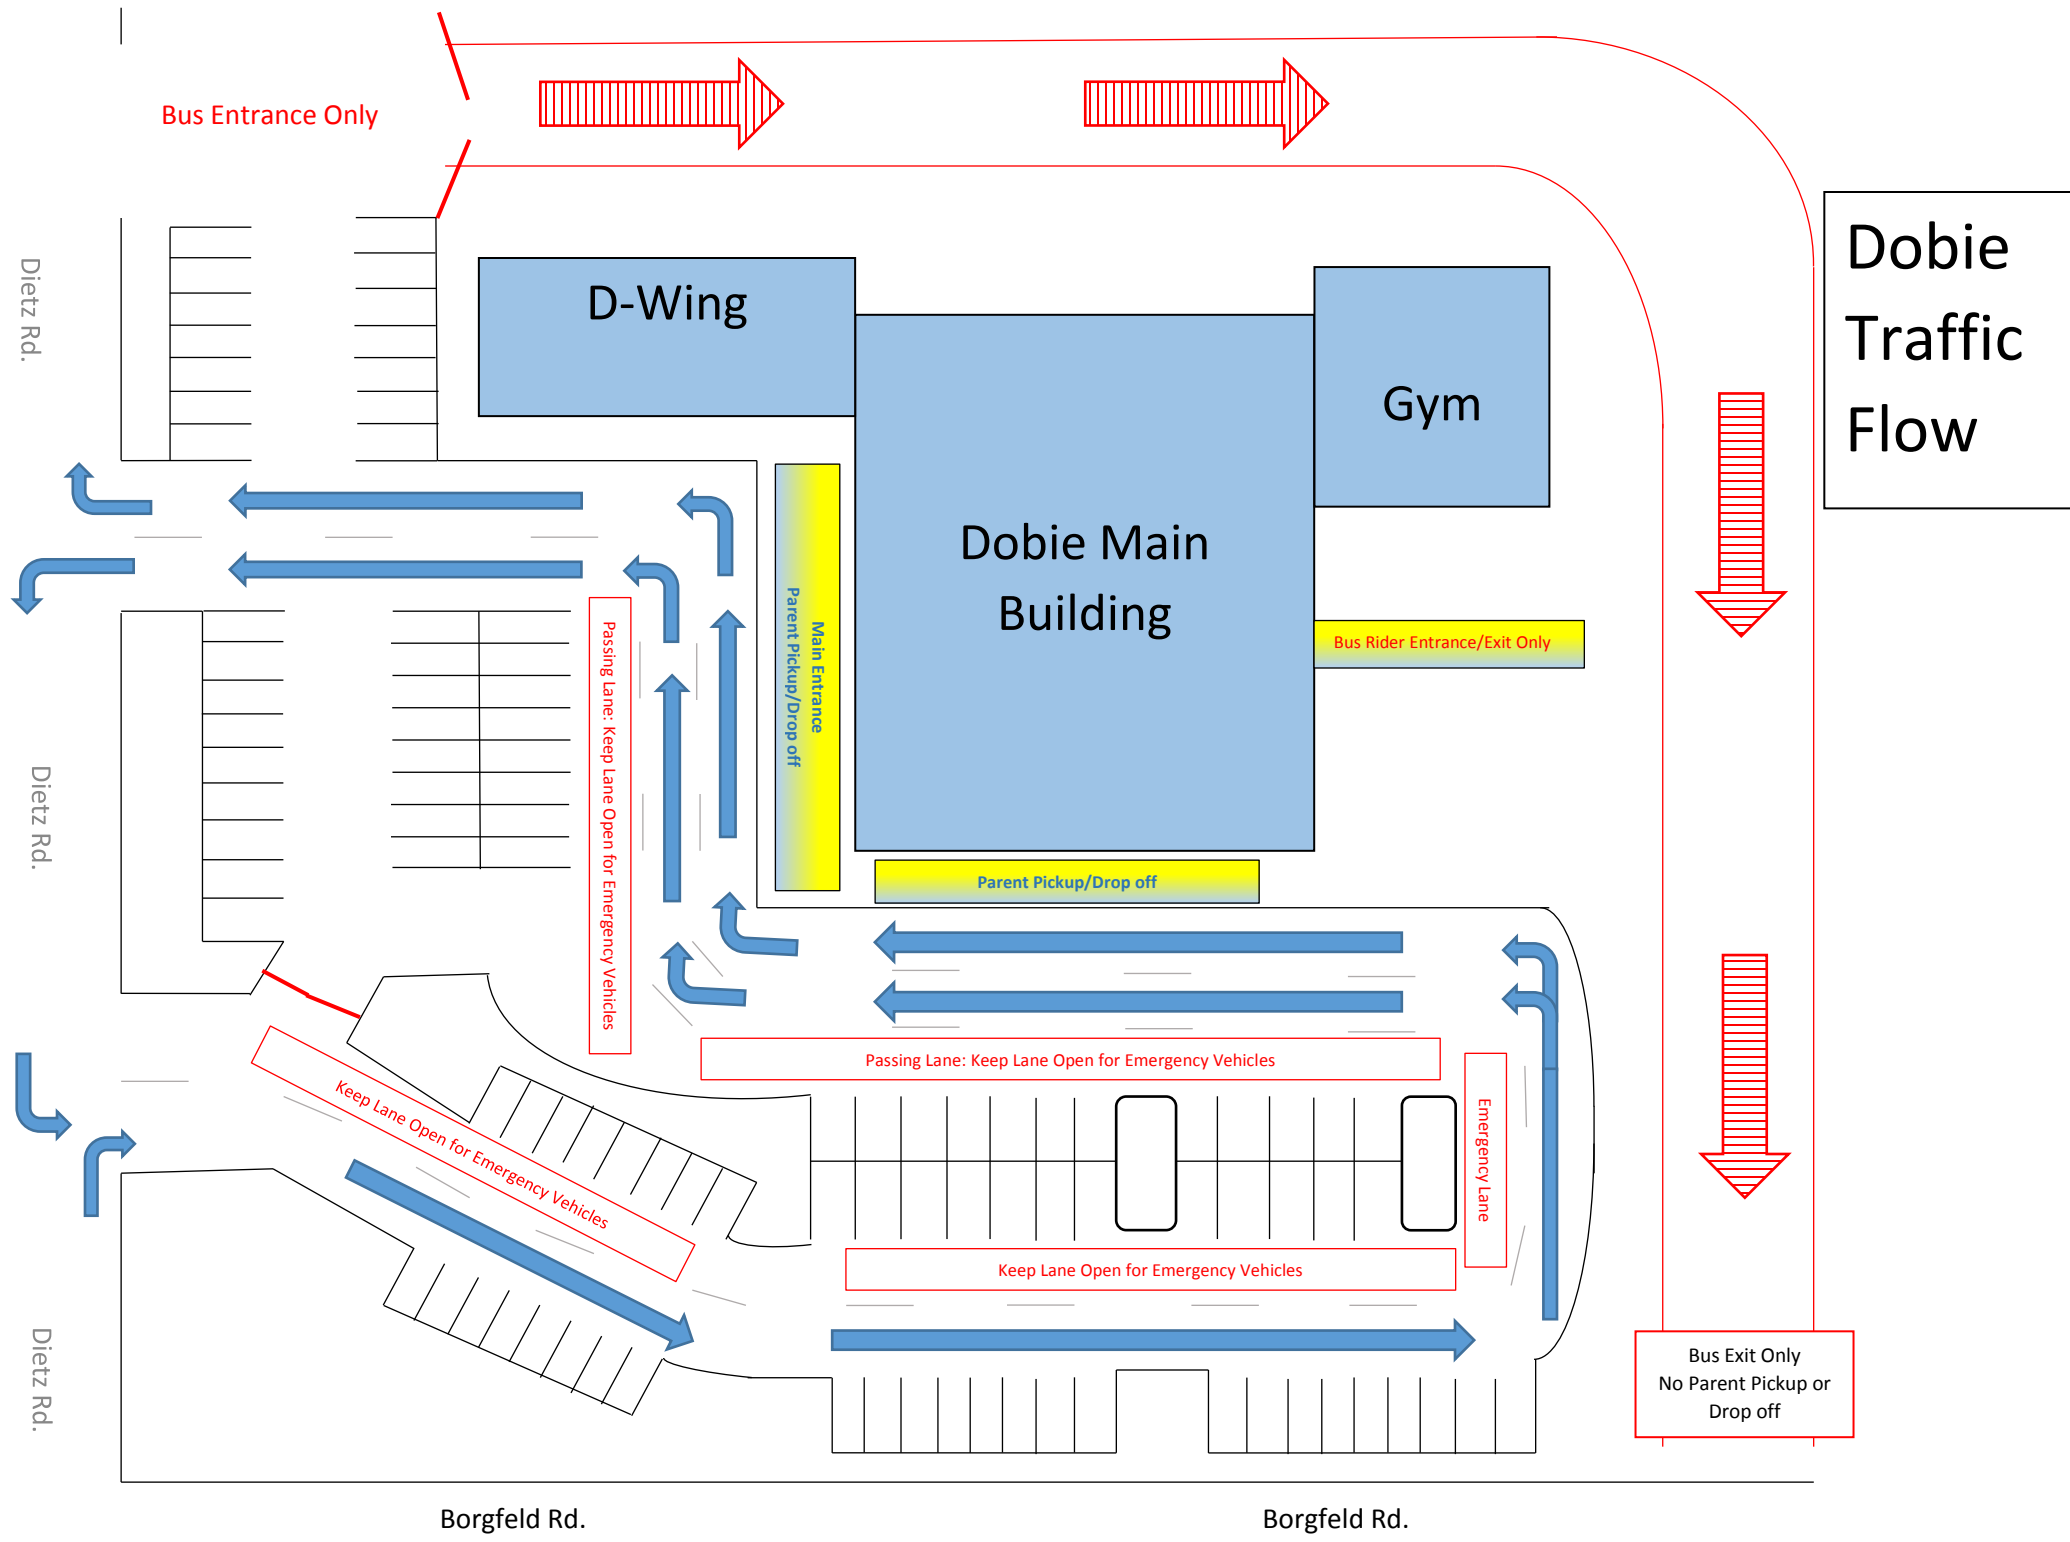 Bus Entrance Only
Dobie
Traffic
Flow
Dietz Rd.
D-Wing
Gym
Dobie Main
Building
Main Entrance
Parent Pickup/Drop off
Bus Rider Entrance/Exit Only
Passing Lane: Keep Lane Open for Emergency Vehicles
Dietz Rd.
Parent Pickup/Drop off
Passing Lane: Keep Lane Open for Emergency Vehicles
Keep Lane Open for Emergency Vehicles
Emergency Lane
Keep Lane Open for Emergency Vehicles
Dietz Rd.
Bus Exit Only
No Parent Pickup or
Drop off
Borgfeld Rd.
Borgfeld Rd.